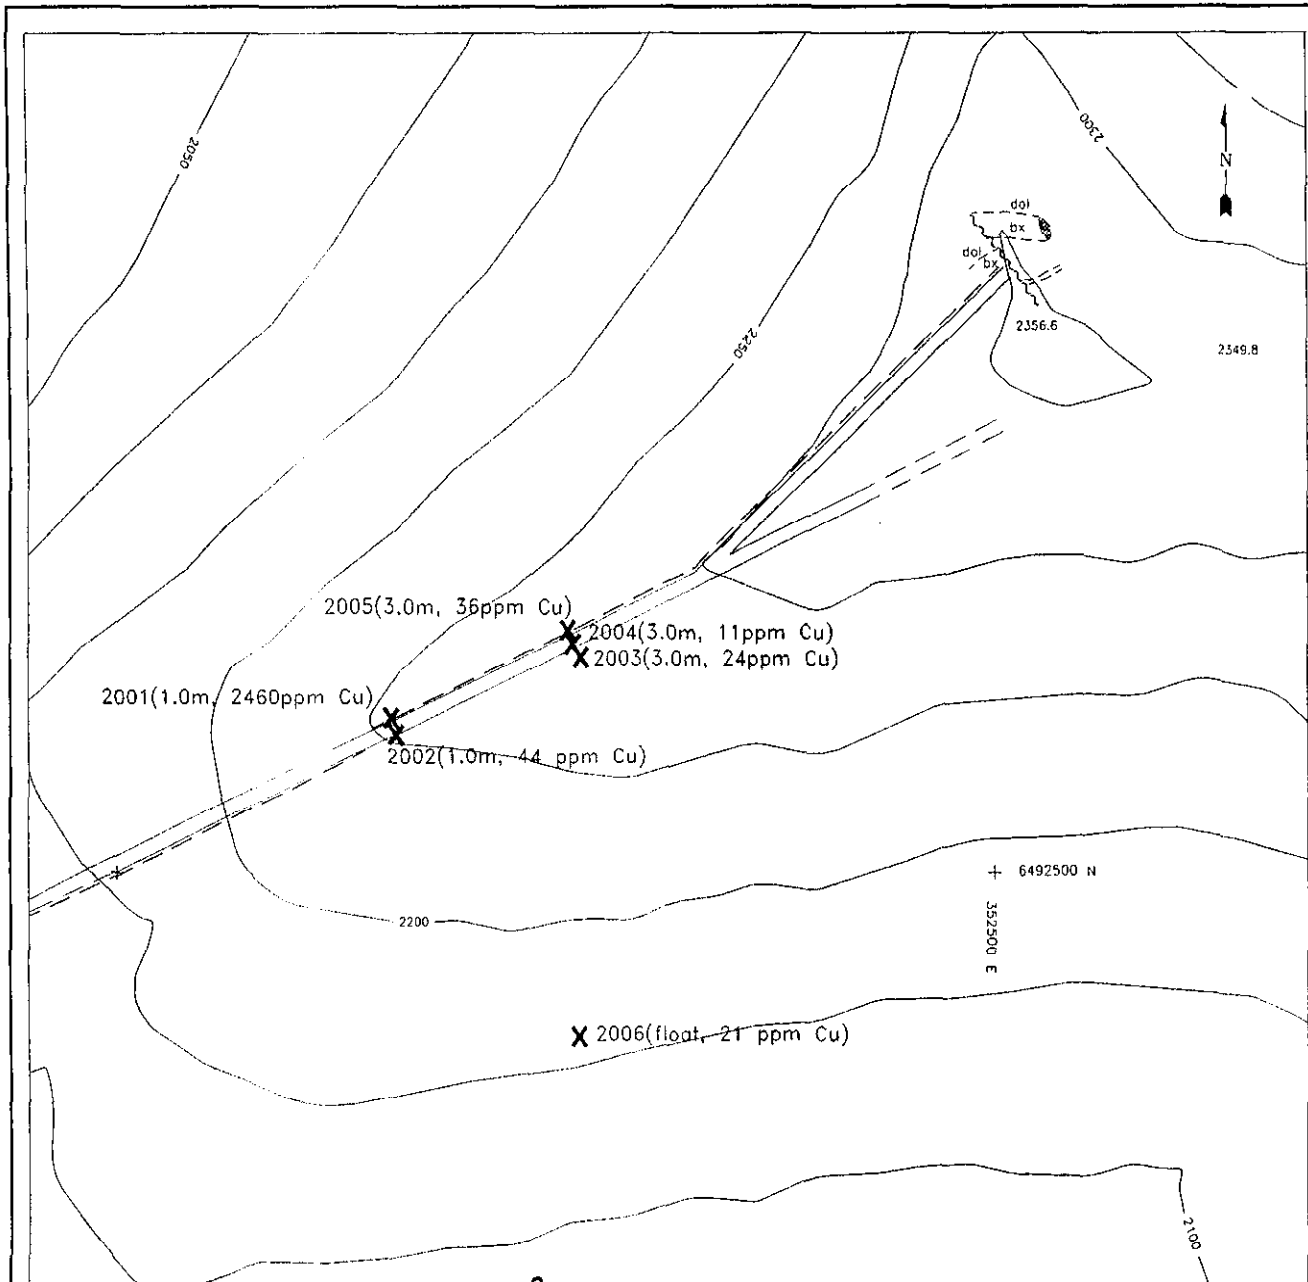 2050
2300
N
dol
bx
dol
bx
2356.6
2349.8
2250
2005(3.0m, 36ppm Cu)
2004(3.0m, 11ppm Cu)
2003(3.0m, 24ppm Cu)
2001(1.0m, 2460ppm Cu)
2002(1.0m, 44 ppm Cu)
6492500 N
352500 E
2200
2006(float, 21 ppm Cu)
2100